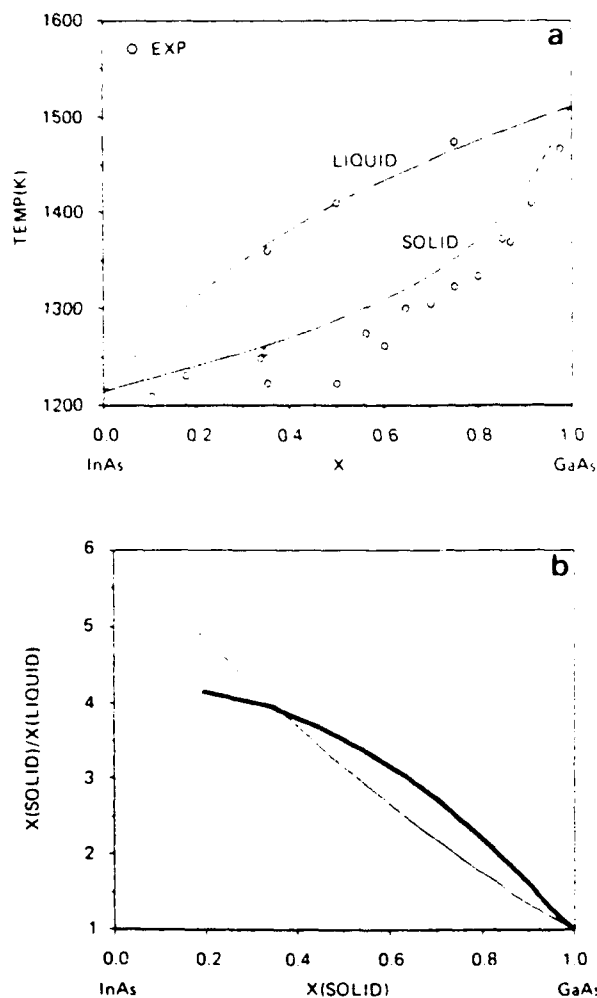 1600
a
○ EXP
1500
LIQUID
TEMP(K)
1400
SOLID
1300
1200
0.0 0.2 0.4 0.6 0.8 1.0
InAs X GaAs
6
b
5
X(SOLID)/X(LIQUID)
4
3
2
1
0.0 0.2 0.4 0.6 0.8 1.0
InAs X(SOLID) GaAs